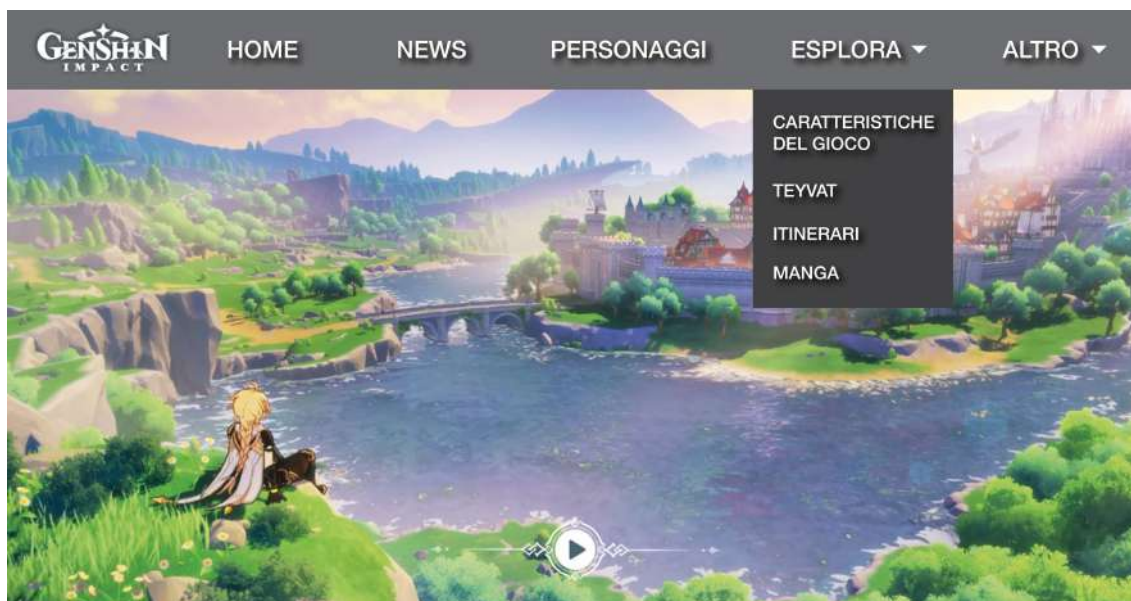 GENSHIN
IMPACT
HOME
NEWS
PERSONAGGI
ESPLORA
ALTRO
CARATTERISTICHE
DEL GIOCO
TEYVAT
ITINERARI
MANGA